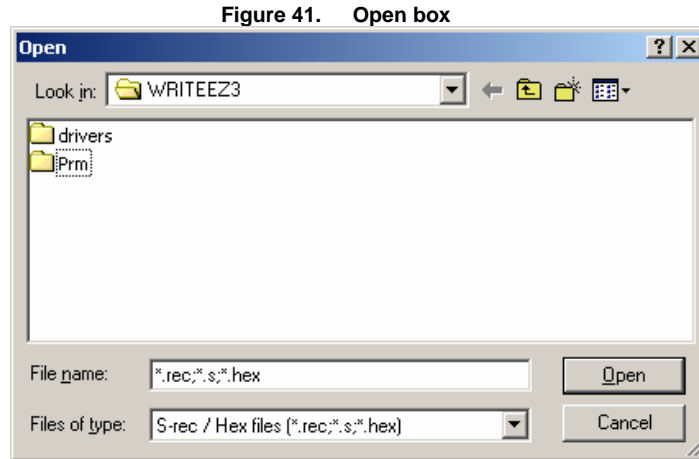 Figure 41. Open box
Open
Look in: WRITEEZ3
drivers
Prm
File name: *.rec;*.s;*.hex
Open
Files of type: S-rec / Hex files (*.rec;*.s;*.hex)
Cancel